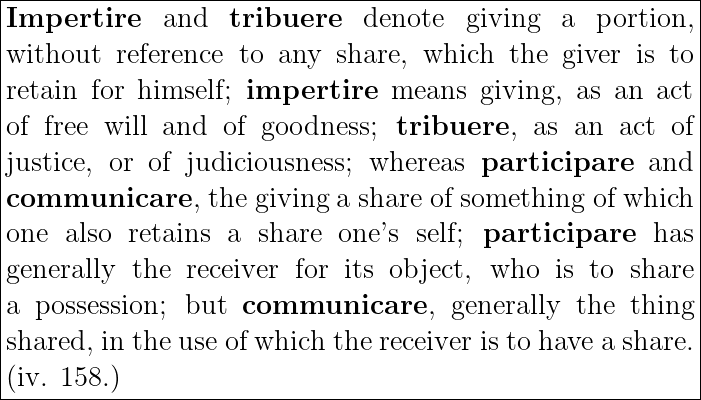 Impertire and tribuere denote giving a portion,
without reference to any share, which the giver is to
retain for himself; impertire means giving, as an act
of free will and of goodness; tribuere, as an act of
justice, or of judiciousness; whereas participare and
communicare, the giving a share of something of which
one also retains a share one's self; participare has
generally the receiver for its object, who is to share
a possession; but communicare, generally the thing
shared, in the use of which the receiver is to have a share.
(iv. 158.)